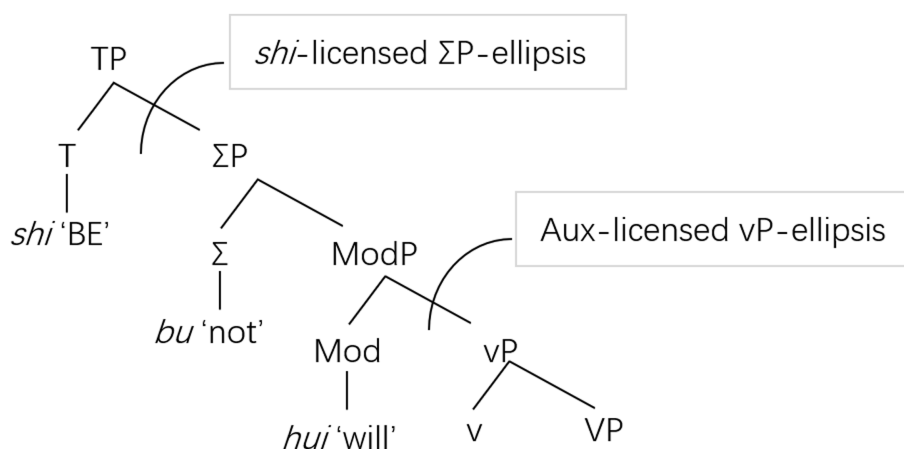 TP
shi-licensed ΣP-ellipsis
T
ΣP
shi ‘BE’
Σ
ModP
Aux-licensed vP-ellipsis
bu ‘not’
Mod
vP
hui ‘will’
v
VP